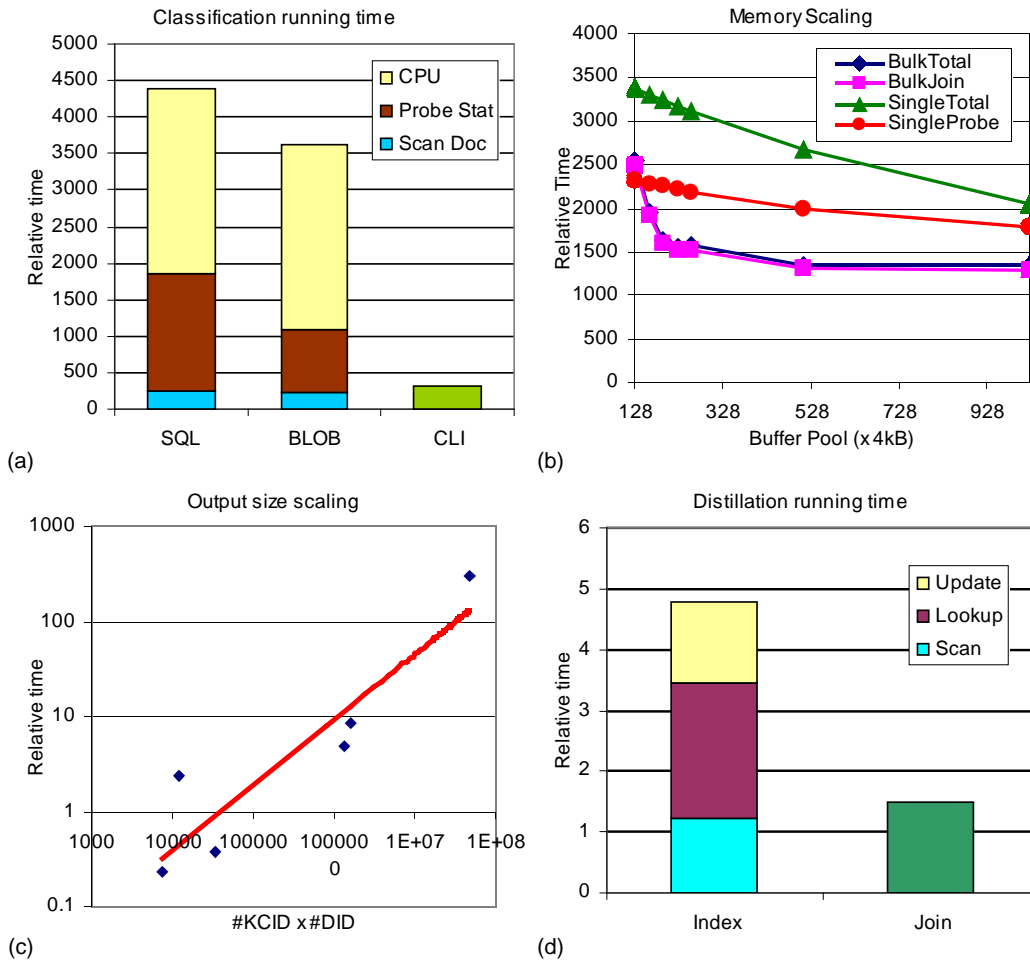 Classification running time
5000
4500
4000
3500
3000
2500
2000
1500
1000
500
0
Relative time
CPU
Probe Stat
Scan Doc
SQL
BLOB
CLI
(a)
Memory Scaling
4000
3500
3000
2500
2000
1500
1000
500
0
Relative Time
BulkTotal
BulkJoin
SingleTotal
SingleProbe
128
328
528
728
928
Buffer Pool (x 4kB)
(b)
Output size scaling
1000
100
10
1
0.1
Relative time
1000
10000
100000
100000
0
1E+07
1E+08
#KCID x #DID
(c)
Distillation running time
6
5
4
3
2
1
0
Relative time
Update
Lookup
Scan
Index
Join
(d)